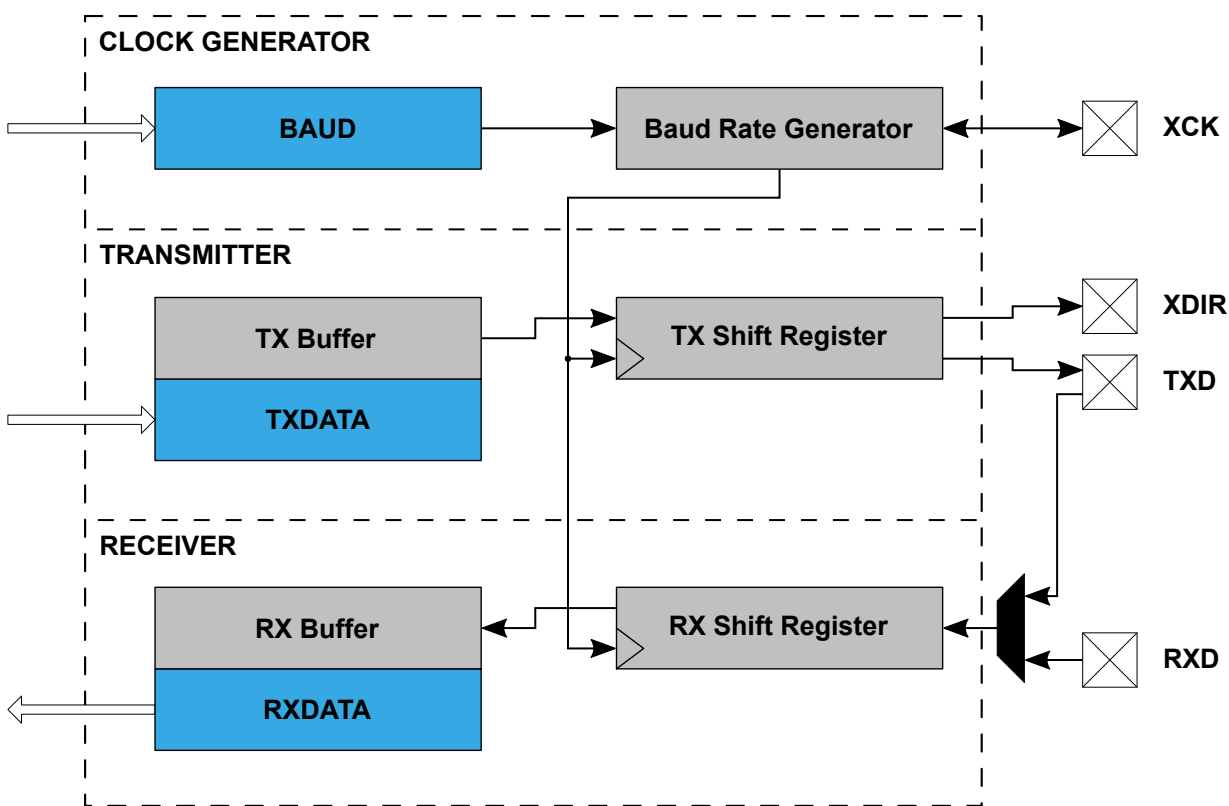 CLOCK GENERATOR
BAUD
Baud Rate Generator
XCK
TRANSMITTER
TX Buffer
TX Shift Register
XDIR
TXD
TXDATA
RECEIVER
RX Buffer
RX Shift Register
RXD
RXDATA